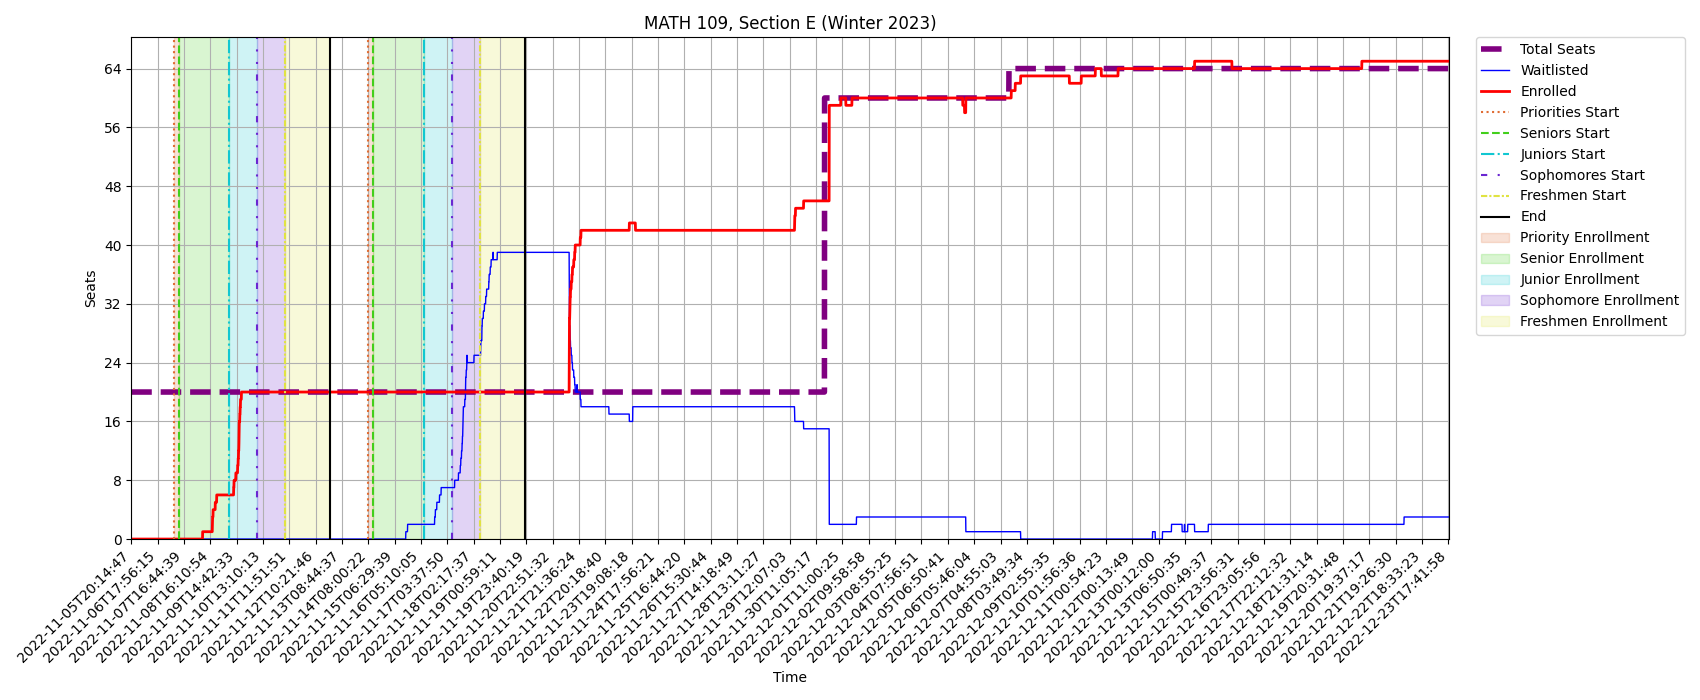 MATH 109, Section E (Winter 2023)
Seats
64
56
48
40
32
24
16
8
0
2022-11-05T20:14:47
2022-11-06T17:56:15
2022-11-07T16:44:39
2022-11-08T16:10:54
2022-11-09T14:42:33
2022-11-10T13:10:13
2022-11-11T11:51:51
2022-11-12T10:21:46
2022-11-13T08:44:37
2022-11-14T08:00:22
2022-11-15T06:29:39
2022-11-16T05:10:05
2022-11-17T03:37:50
2022-11-18T02:17:37
2022-11-19T00:59:11
2022-11-19T23:40:19
2022-11-20T22:51:32
2022-11-21T21:36:24
2022-11-22T20:18:40
2022-11-23T19:08:18
2022-11-24T17:56:21
2022-11-25T16:44:20
2022-11-26T15:30:44
2022-11-27T14:18:49
2022-11-28T13:11:27
2022-11-29T12:07:03
2022-11-30T11:05:17
2022-12-01T11:00:25
2022-12-02T09:58:58
2022-12-03T08:55:25
2022-12-04T07:56:51
2022-12-05T06:50:41
2022-12-06T05:46:04
2022-12-07T04:55:03
2022-12-08T03:49:34
2022-12-09T02:55:35
2022-12-10T01:56:36
2022-12-11T00:54:23
2022-12-12T00:13:49
2022-12-13T00:12:00
2022-12-13T06:50:35
2022-12-15T00:49:37
2022-12-15T23:56:31
2022-12-16T23:05:56
2022-12-17T22:12:32
2022-12-18T21:31:14
2022-12-19T20:31:48
2022-12-20T19:37:17
2022-12-21T19:26:30
2022-12-22T18:33:23
2022-12-23T17:41:58
Time
Total Seats
Waitlisted
Enrolled
Priorities Start
Seniors Start
Juniors Start
Sophomores Start
Freshmen Start
End
Priority Enrollment
Senior Enrollment
Junior Enrollment
Sophomore Enrollment
Freshmen Enrollment